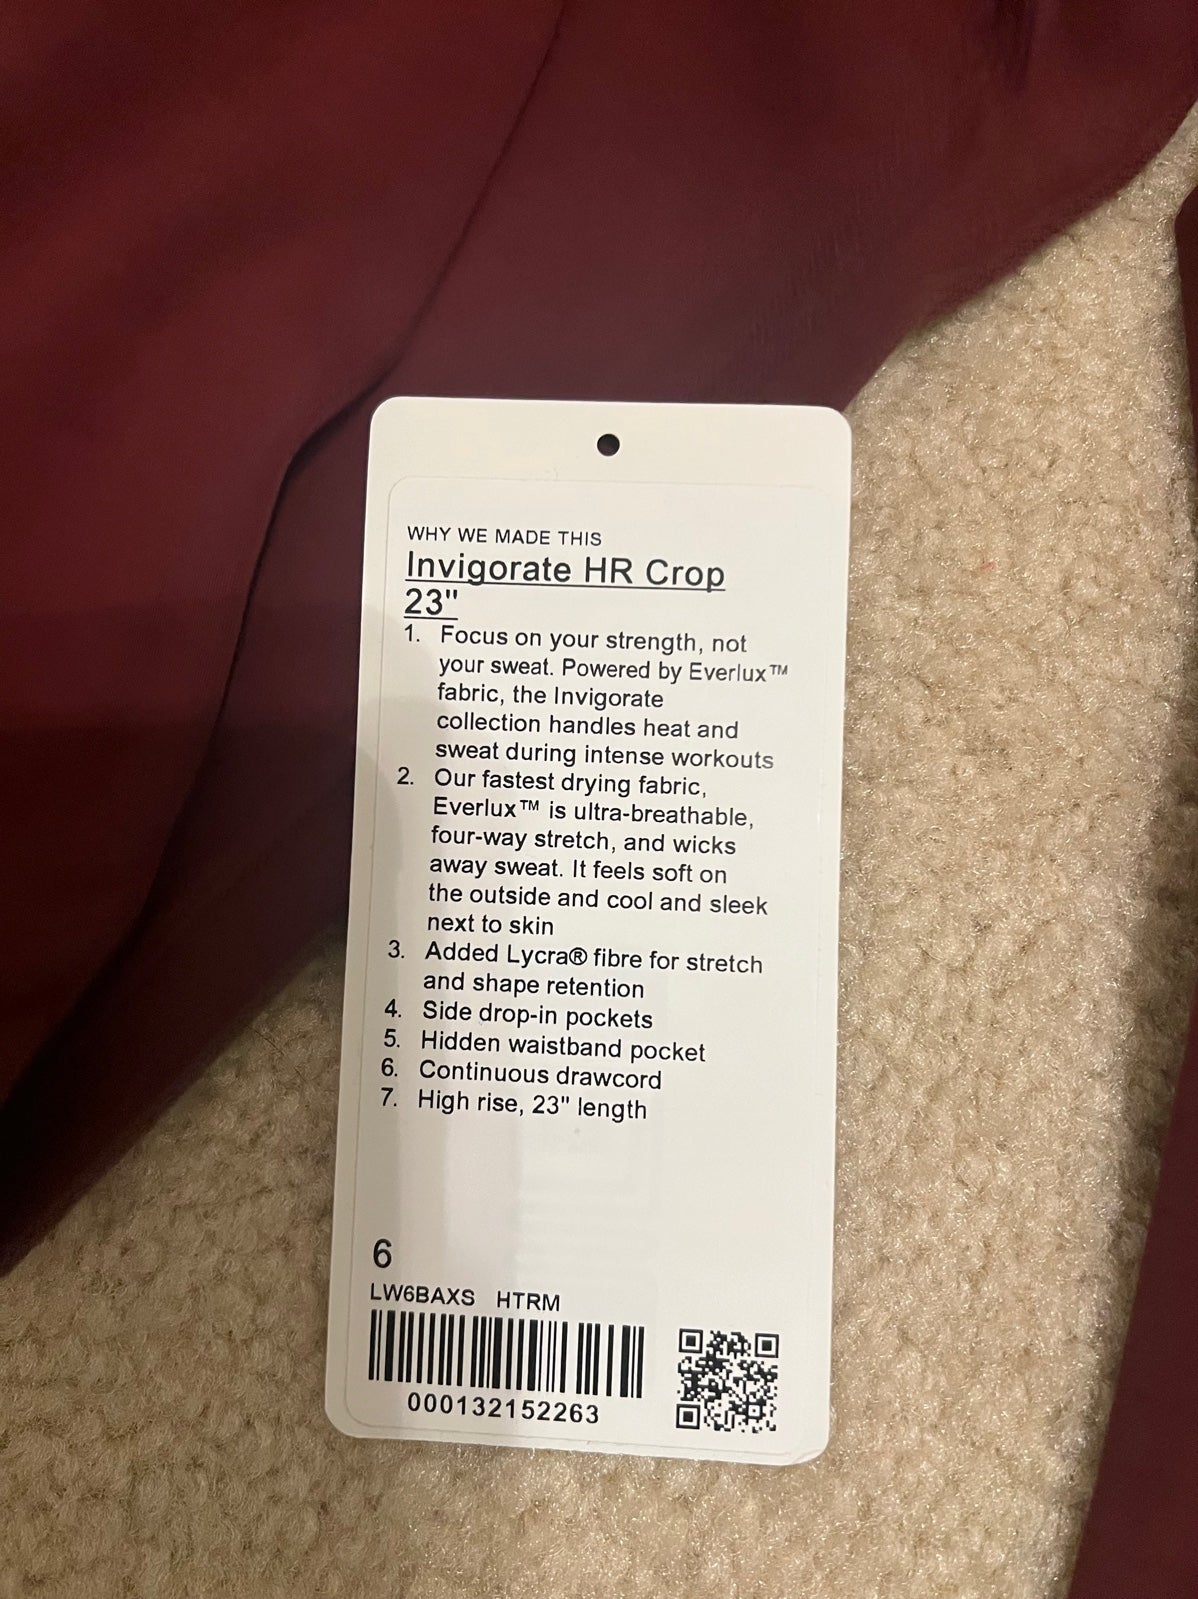 WHY WE MADE THIS
Invigorate HR Crop
23"
1. Focus on your strength, not
your sweat. Powered by Everlux™
fabric, the Invigorate
collection handles heat and
sweat during intense workouts
2. Our fastest drying fabric,
Everlux™ is ultra-breathable,
four-way stretch, and wicks
away sweat. It feels soft on
the outside and cool and sleek
next to skin
3. Added Lycra® fibre for stretch
and shape retention
4. Side drop-in pockets
5. Hidden waistband pocket
6. Continuous drawcord
7. High rise, 23" length
6
LW6BAXS HTRM
000132152263